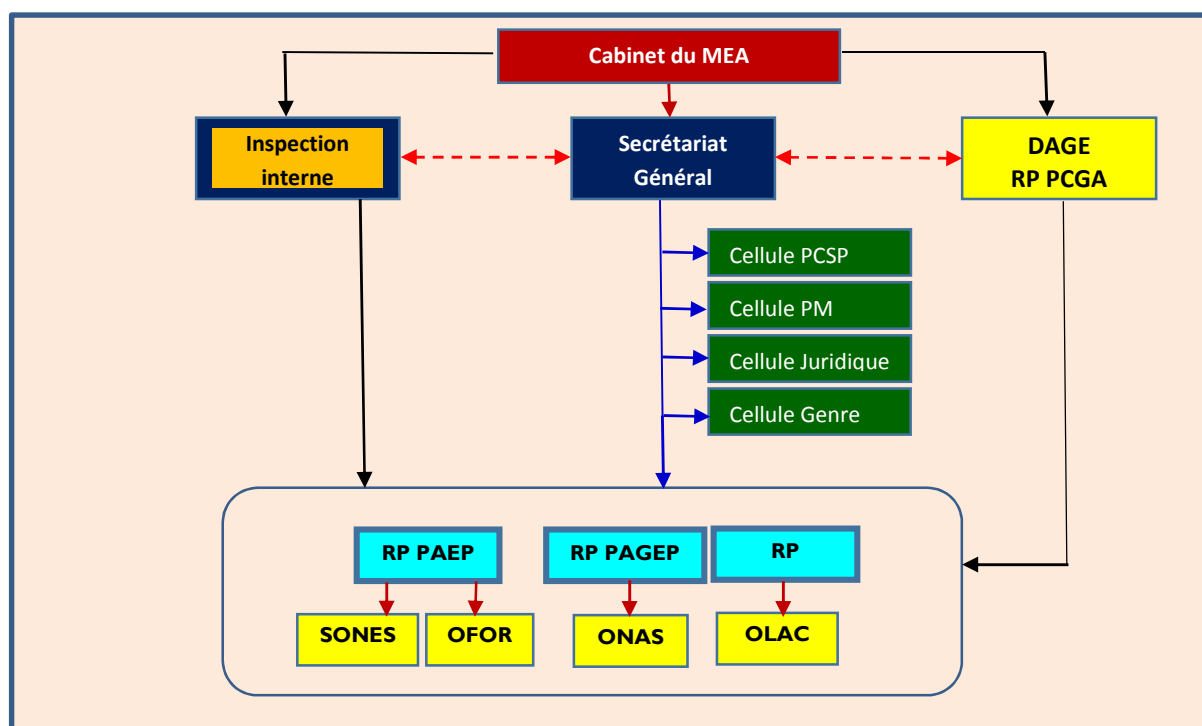 Cabinet du MEA
Inspection
interne
Secrétariat
Général
DAGE
RP PCGA
Cellule PCSP
Cellule PM
Cellule Juridique
Cellule Genre
RP PAEP
RP PAGEP
RP
SONES
OFOR
ONAS
OLAC